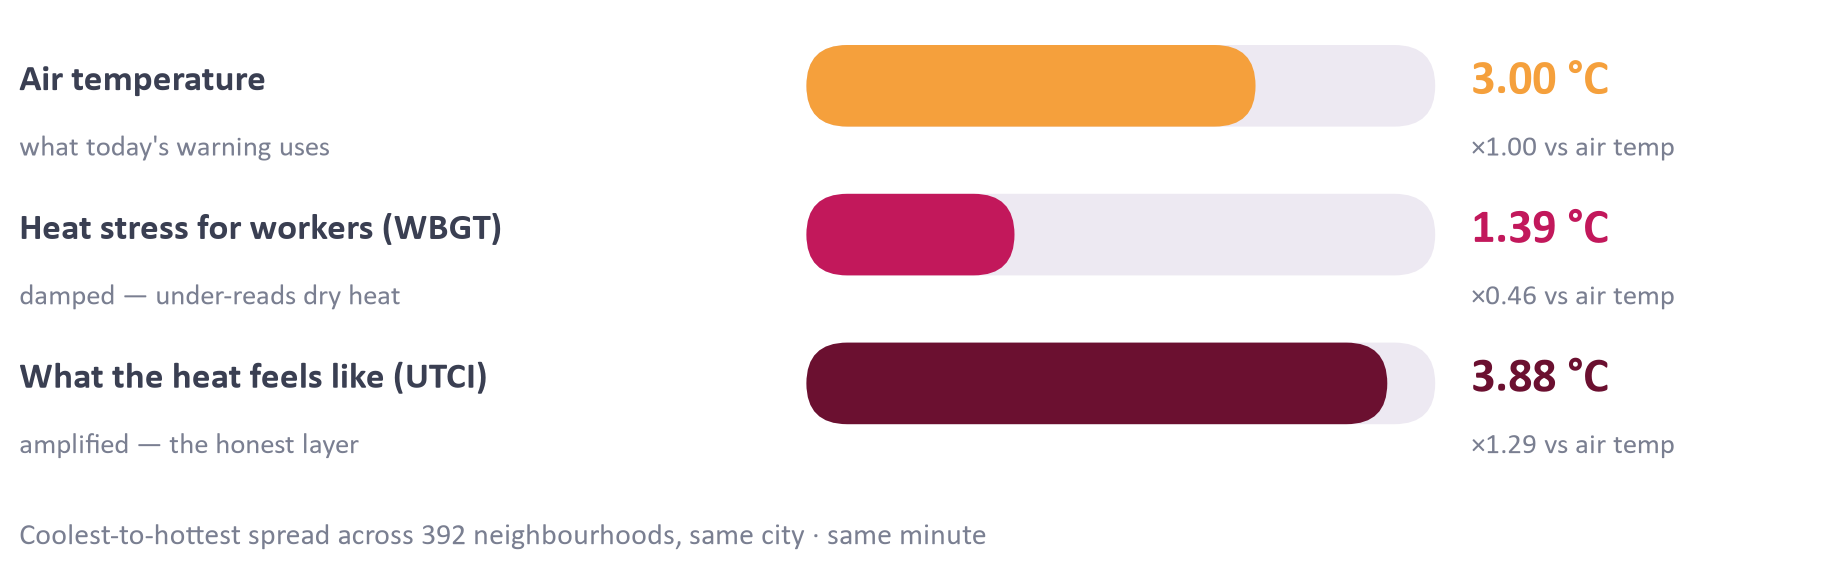 Air temperature
3.00 °C
what today's warning uses
×1.00 vs air temp
Heat stress for workers (WBGT)
1.39 °C
damped — under-reads dry heat
×0.46 vs air temp
What the heat feels like (UTCI)
3.88 °C
amplified — the honest layer
×1.29 vs air temp
Coolest-to-hottest spread across 392 neighbourhoods, same city · same minute